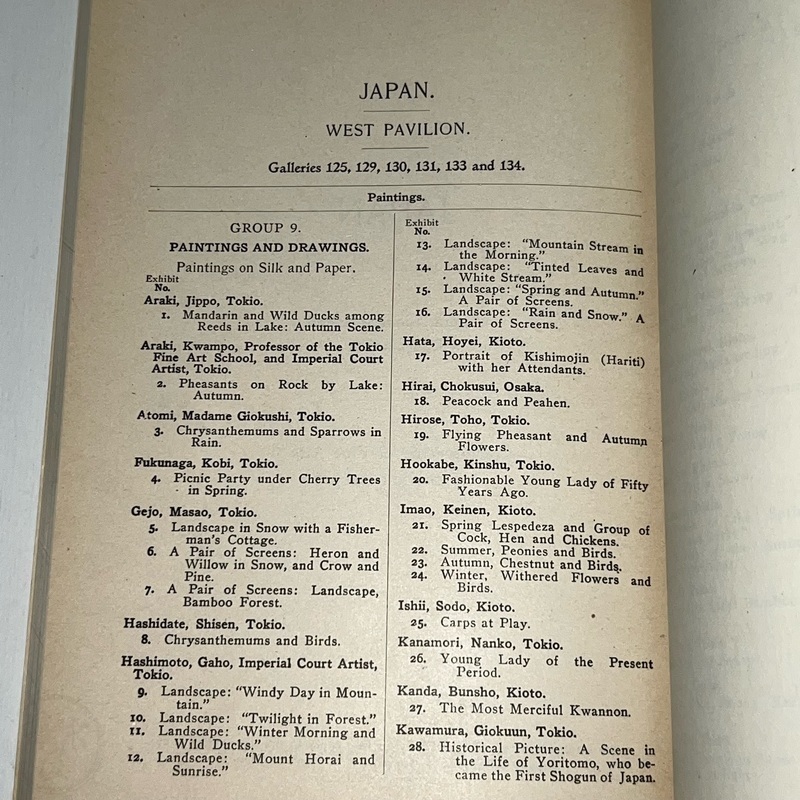 JAPAN.
WEST PAVILION.
Galleries 125, 129, 130, 131, 133 and 134.
Paintings.
GROUP 9.
PAINTINGS AND DRAWINGS.
Paintings on Silk and Paper.
Exhibit
No.
Araki, Jippo, Tokio.
1. Mandarin and Wild Ducks among
Reeds in Lake: Autumn Scene.
Araki, Kwampo, Professor of the Tokio
Fine Art School, and Imperial Court
Artist, Tokio.
2. Pheasants on Rock by Lake:
Autumn.
Atomi, Madame Giokushi, Tokio.
3. Chrysanthemums and Sparrows in
Rain.
Fukunaga, Kobi, Tokio.
4. Picnic Party under Cherry Trees
in Spring.
Gejo, Masao, Tokio.
5. Landscape in Snow with a Fisher-
man's Cottage.
6. A Pair of Screens: Heron and
Willow in Snow, and Crow and
Pine.
7. A Pair of Screens: Landscape,
Bamboo Forest.
Hashidate, Shisen, Tokio.
8. Chrysanthemums and Birds.
Hashimoto, Gaho, Imperial Court Artist,
Tokio.
9. Landscape: "Windy Day in Moun-
tain."
10. Landscape: "Twilight in Forest."
11. Landscape: "Winter Morning and
Wild Ducks."
12. Landscape: "Mount Horai and
Sunrise."
Exhibit
No.
13. Landscape: "Mountain Stream in
the Morning."
14. Landscape: "Tinted Leaves and
White Stream."
15. Landscape: "Spring and Autumn."
A Pair of Screens.
16. Landscape: "Rain and Snow." A
Pair of Screens.
Hata, Hoyei, Kioto.
17. Portrait of Kishimojin (Hariti)
with her Attendants.
Hirai, Chokusui, Osaka.
18. Peacock and Peahen.
Hirose, Toho, Tokio.
19. Flying Pheasant and Autumn
Flowers.
Hookabe, Kinshu, Tokio.
20. Fashionable Young Lady of Fifty
Years Ago.
Imao, Keinen, Kioto.
21. Spring Lespedeza and Group of
Cock, Hen and Chickens.
22. Summer, Peonies and Birds.
23. Autumn, Chestnut and Birds.
24. Winter, Withered Flowers and
Birds.
Ishii, Sodo, Kioto.
25. Carps at Play.
Kanamori, Nanko, Tokio.
26. Young Lady of the Present
Period.
Kanda, Bunsho, Kioto.
27. The Most Merciful Kwannon.
Kawamura, Giokuun, Tokio.
28. Historical Picture: A Scene in
the Life of Yoritomo, who be-
came the First Shogun of Japan.